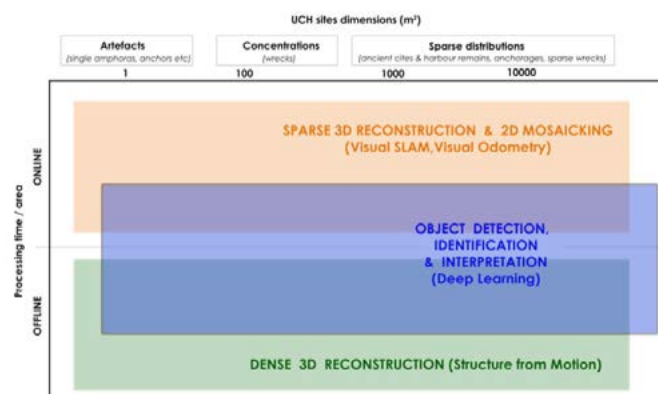 UCH sites dimensions (m²)
Artefacts
(single amphoras, anchors etc)
Concentrations
(wrecks)
Sparse distributions
(ancient cites & harbour remains, anchorages, sparse wrecks)
1
100
1000
10000
Processing time / area
ONLINE
OFFLINE
SPARSE 3D RECONSTRUCTION & 2D MOSAICKING
(Visual SLAM,Visual Odometry)
OBJECT DETECTION,
IDENTIFICATION
& INTERPRETATION
(Deep Learning)
DENSE 3D RECONSTRUCTION (Structure from Motion)